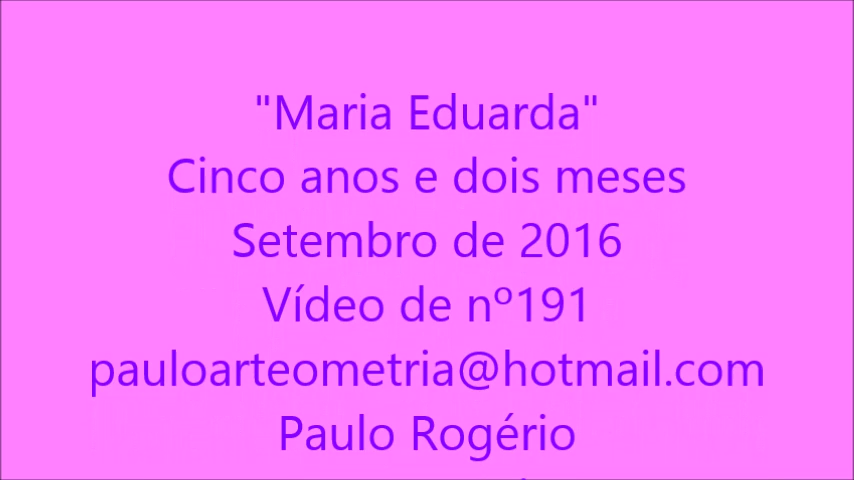 "Maria Eduarda"
Cinco anos e dois meses
Setembro de 2016
Vídeo de nº191
pauloarteometria@hotmail.com
Paulo Rogério